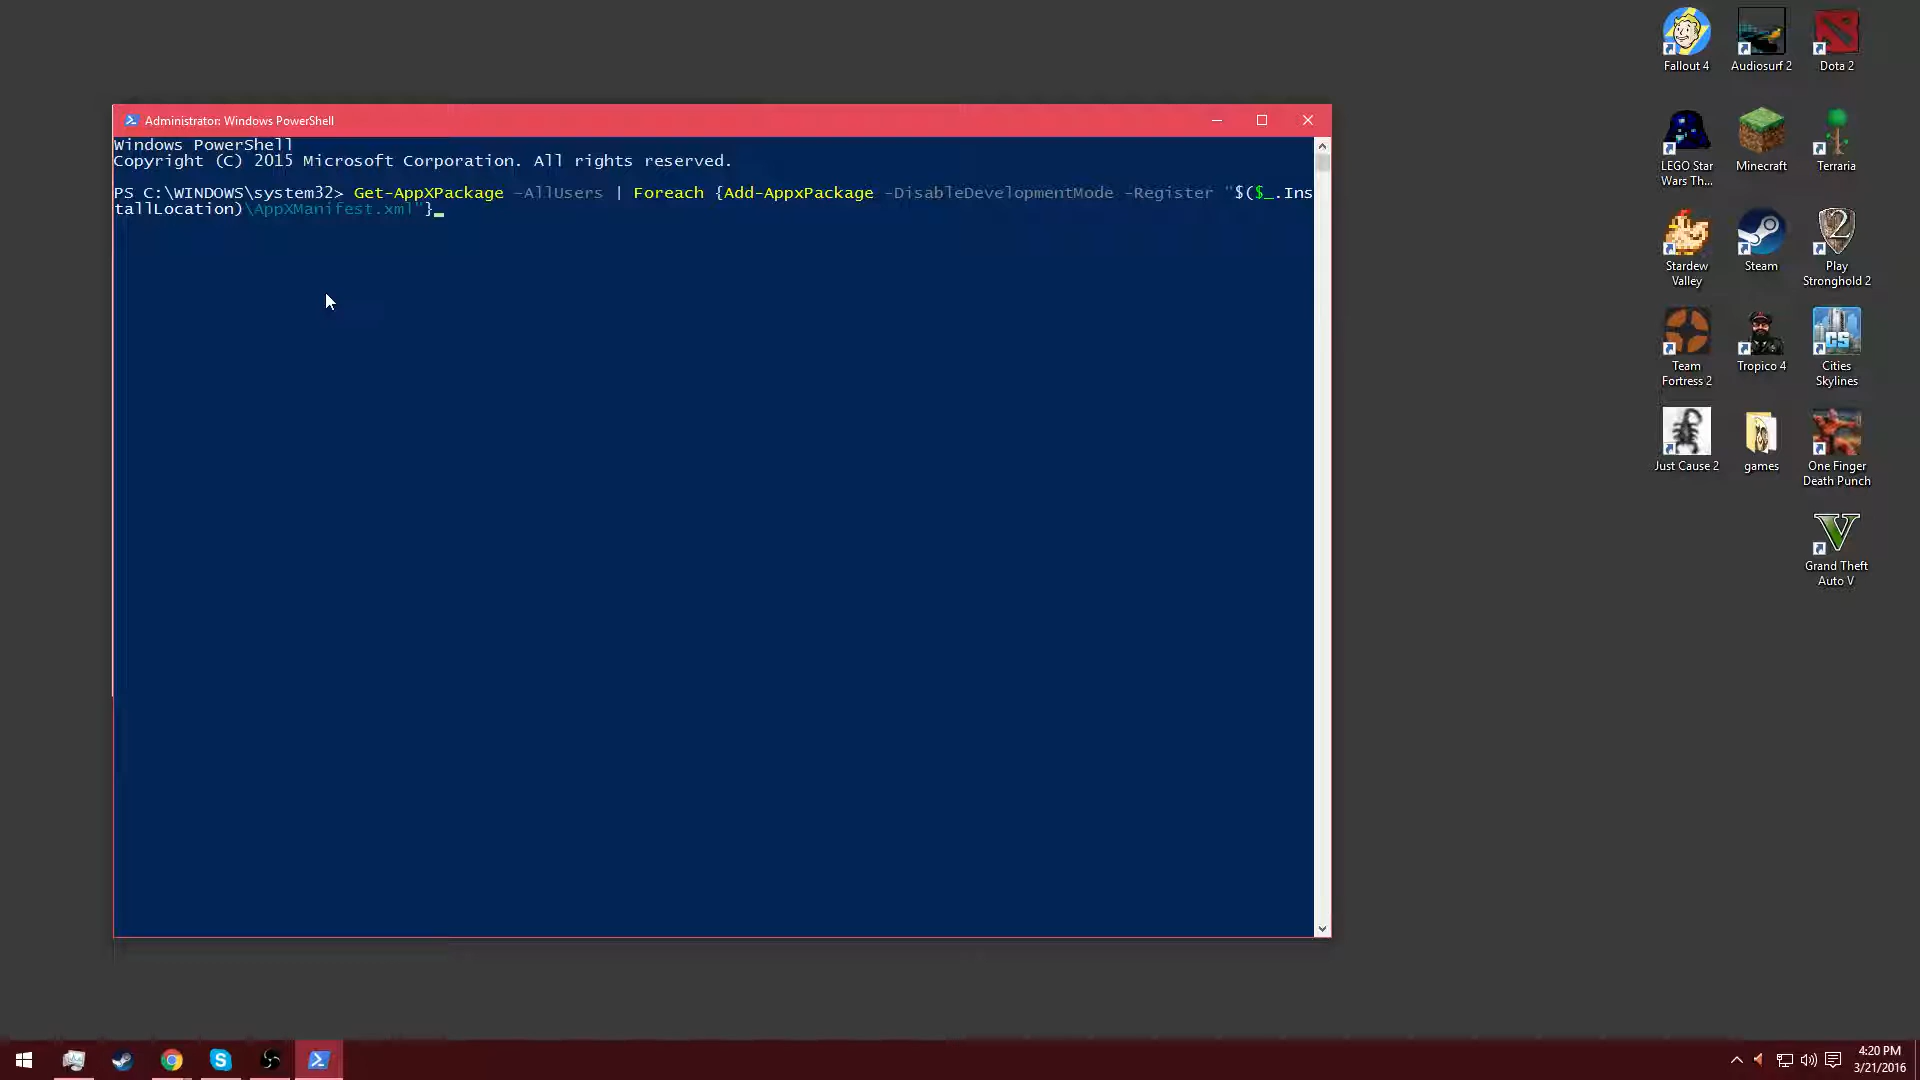 Administrator: Windows PowerShell
Windows PowerShell
Copyright (C) 2015 Microsoft Corporation. All rights reserved.
PS C:\WINDOWS\system32> Get-AppXPackage -AllUsers | Foreach {Add-AppxPackage -DisableDevelopmentMode -Register "$($_.Ins
tallLocation)\AppXManifest.xml"}
Fallout 4
Audiosurf 2
Dota 2
LEGO Star
Wars Th...
Minecraft
Terraria
Stardew
Valley
Steam
2
Play
Stronghold 2
Team
Fortress 2
Tropico 4
CS
Cities
Skylines
Just Cause 2
games
One Finger
Death Punch
V
Grand Theft
Auto V
4:20 PM
3/21/2016